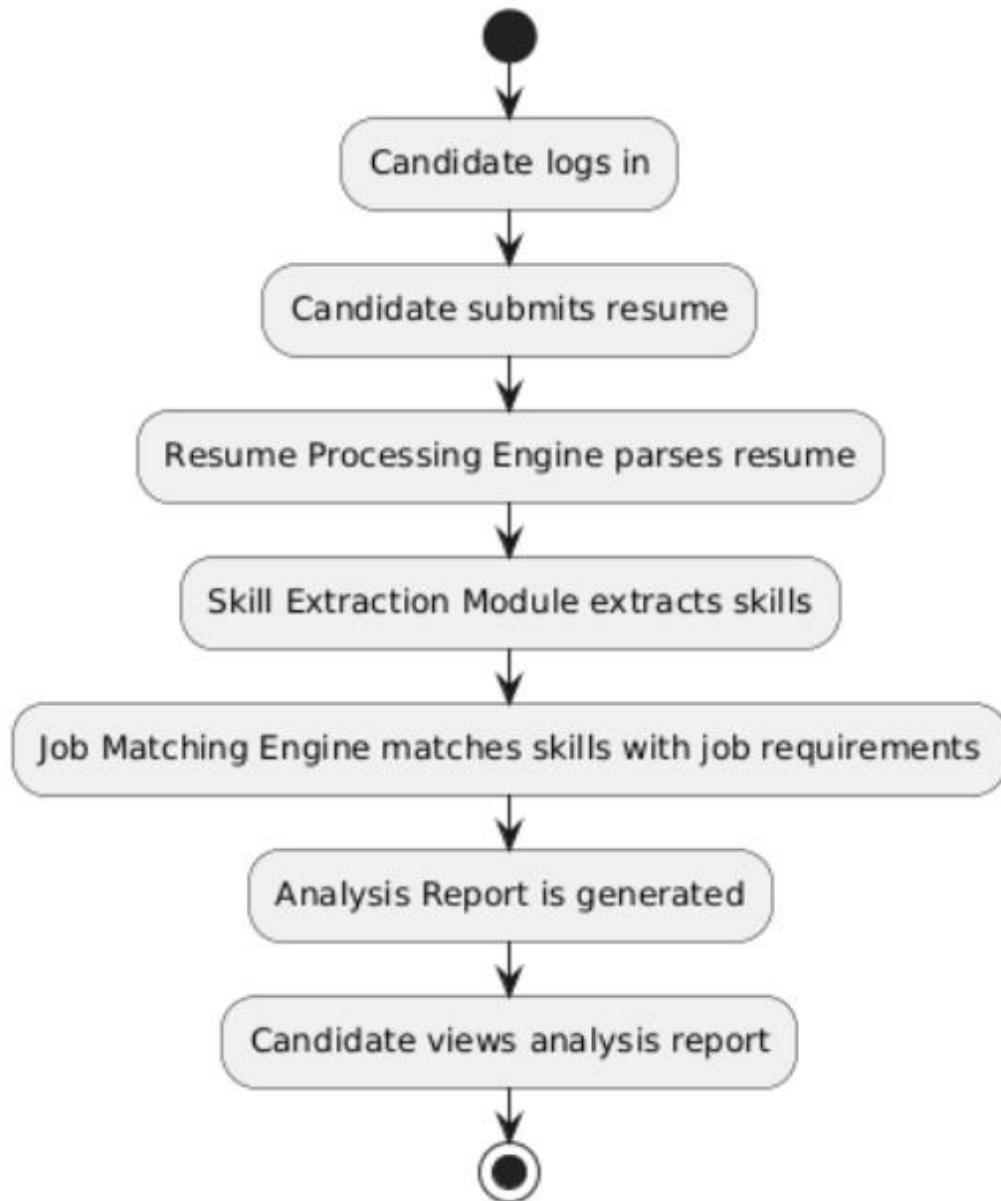 Candidate logs in
Candidate submits resume
Resume Processing Engine parses resume
Skill Extraction Module extracts skills
Job Matching Engine matches skills with job requirements
Analysis Report is generated
Candidate views analysis report